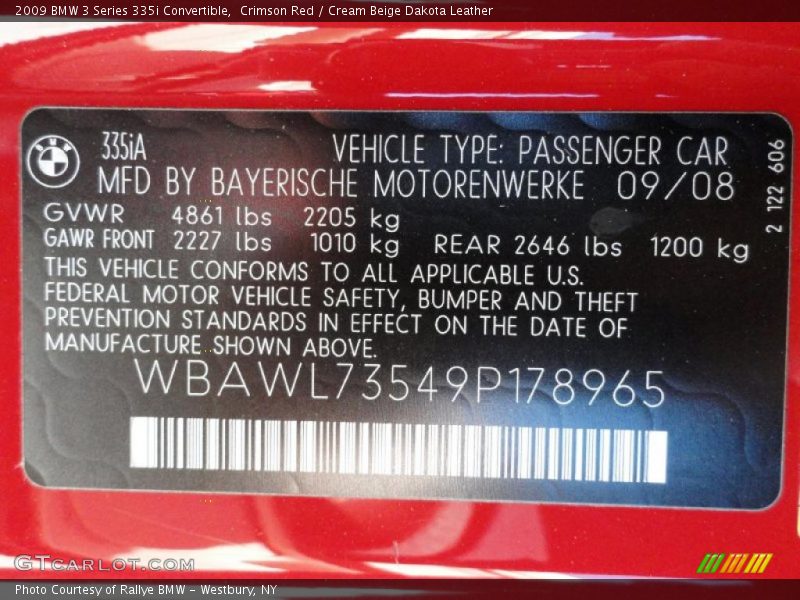 2009 BMW 3 Series 335i Convertible,  Crimson Red / Cream Beige Dakota Leather
335iA VEHICLE TYPE: PASSENGER CAR
MFD BY BAYERISCHE MOTORENWERKE 09/08
GVWR 4861 lbs 2205 kg
GAWR FRONT 2227 lbs 1010 kg REAR 2646 lbs 1200 kg
THIS VEHICLE CONFORMS TO ALL APPLICABLE U.S.
FEDERAL MOTOR VEHICLE SAFETY, BUMPER AND THEFT
PREVENTION STANDARDS IN EFFECT ON THE DATE OF
MANUFACTURE SHOWN ABOVE.
WBAWL73549P178965
2 122 606
BMW
GTCARLOT.COM
Photo Courtesy of Rallye BMW - Westbury, NY